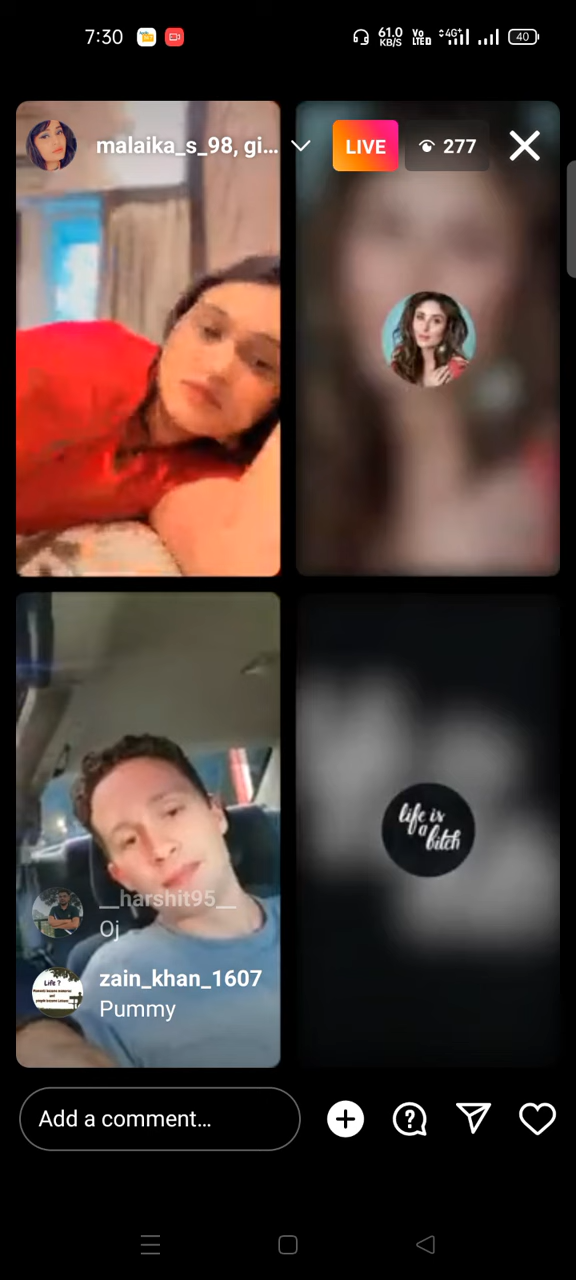 7:30
61.0
KB/S
Vo
LTE
4G+
40
malaika_s_98, gi...
LIVE
277
life is
a
bitch
__harshit95__
Oj
Life ?
zain_khan_1607
Pummy
Add a comment...